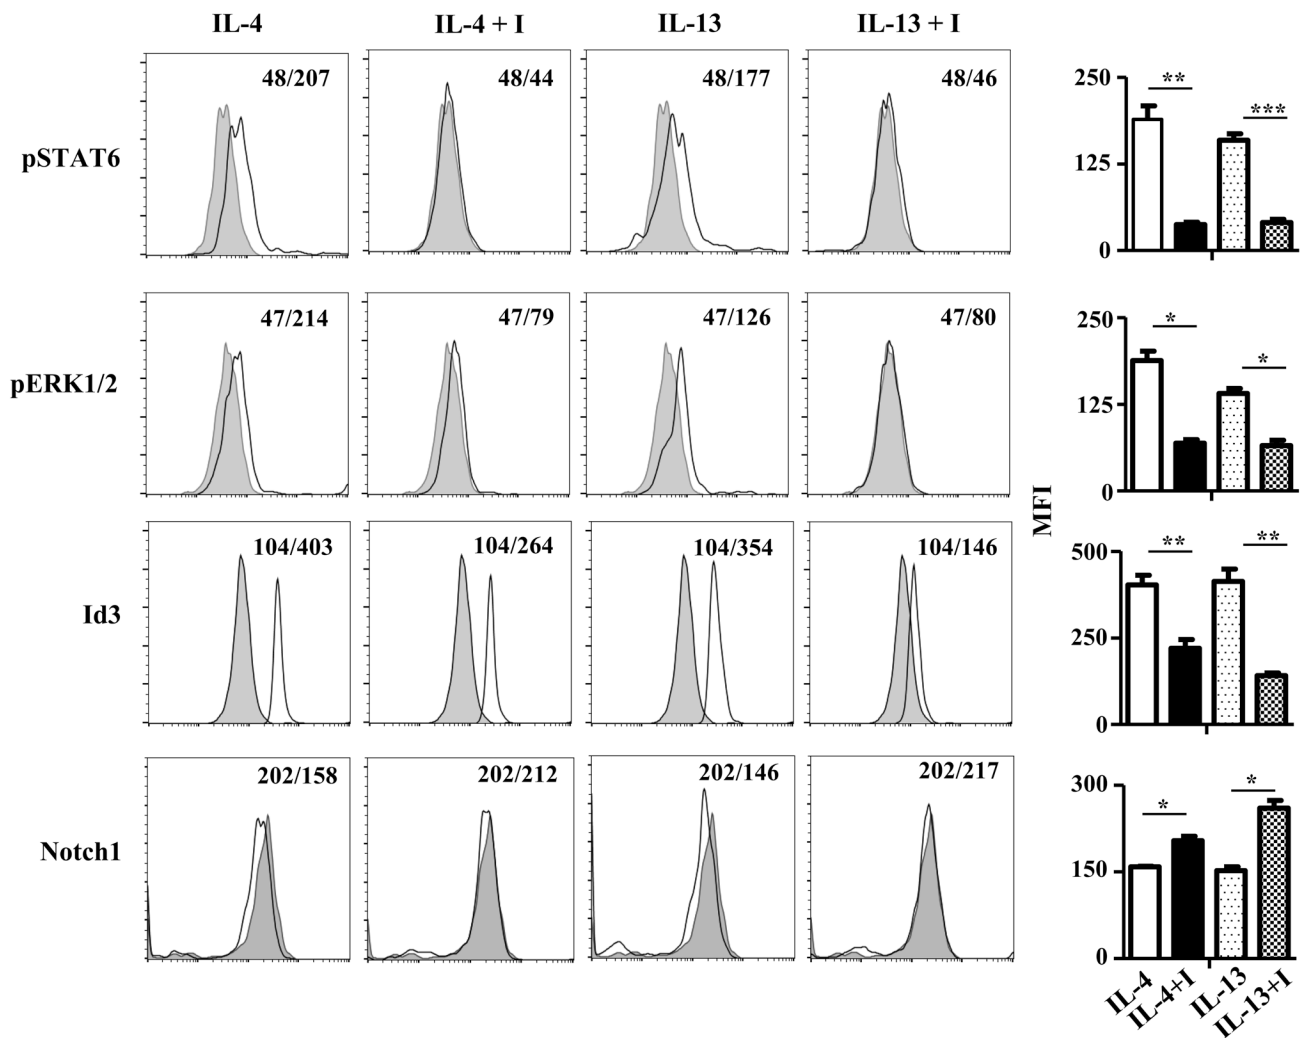 IL-4 IL-4 + I IL-13 IL-13 + I
pSTAT6 48/207 48/44 48/177 48/46
250 ** ***
125
0
pERK1/2 47/214 47/79 47/126 47/80
250 * *
125
0
MFI
Id3 104/403 104/264 104/354 104/146
500 ** **
250
0
Notch1 202/158 202/212 202/146 202/217
300 * *
150
0
IL-4 IL-4+I IL-13 IL-13+I